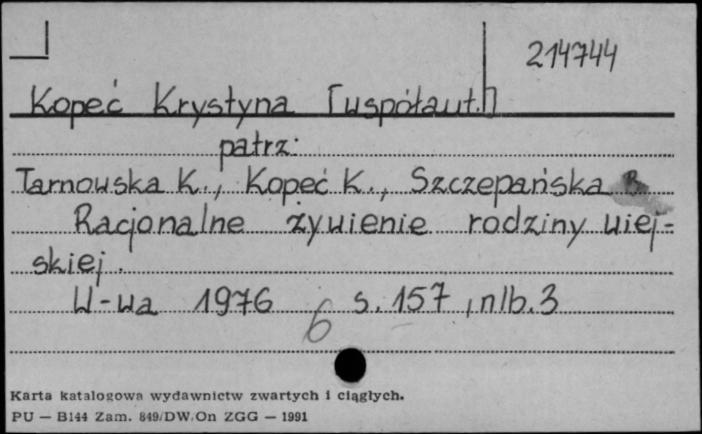 214744
Kopeć Krystyna [współaut.]
patrz:
Tarnowska K., Kopeć K., Szczepańska B.
Racjonalne żywienie rodziny wiej-
skiej.
W-wa 1976 s. 157, nlb. 3
6
Karta katalogowa wydawnictw zwartych i ciągłych.
PU — B144 Zam. 849/DW/On ZGG — 1991